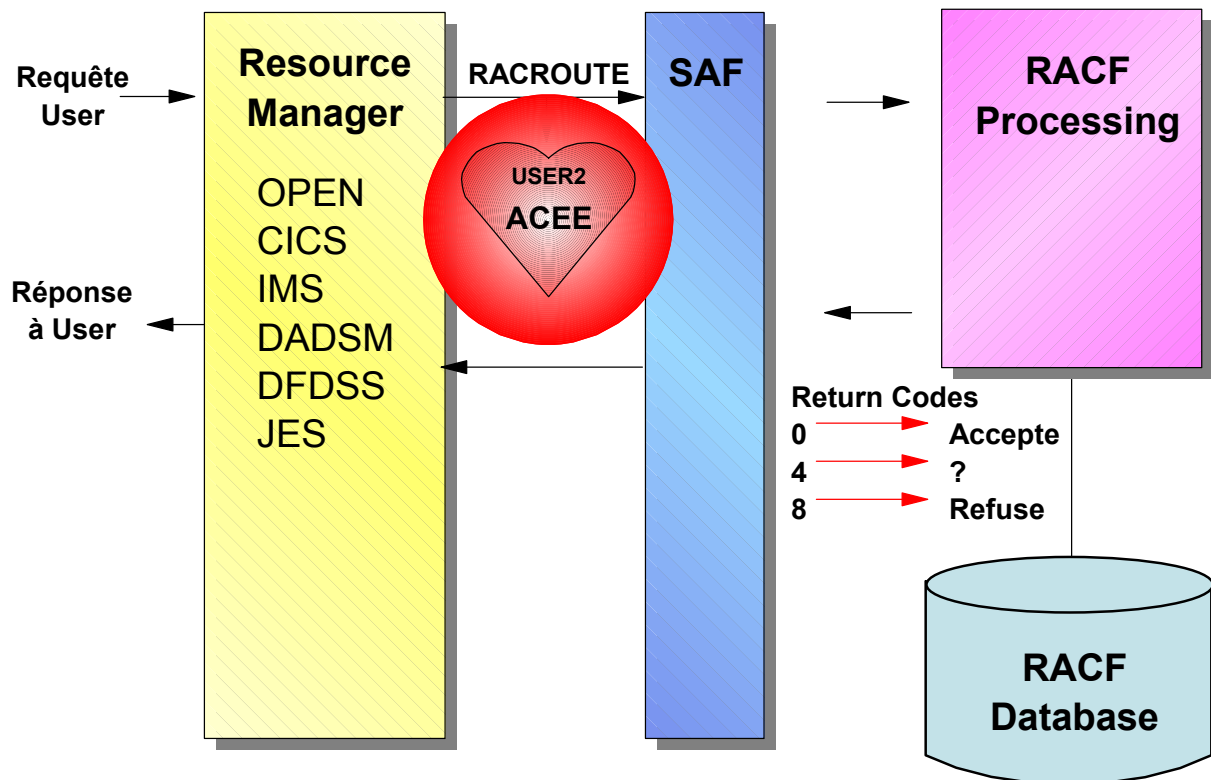 Requête
User
Resource
Manager
OPEN
CICS
IMS
DADSM
DFDSS
JES
Réponse
à User
RACROUTE
USER2
ACEE
SAF
RACF
Processing
Return Codes
0 Accepte
4 ?
8 Refuse
RACF
Database